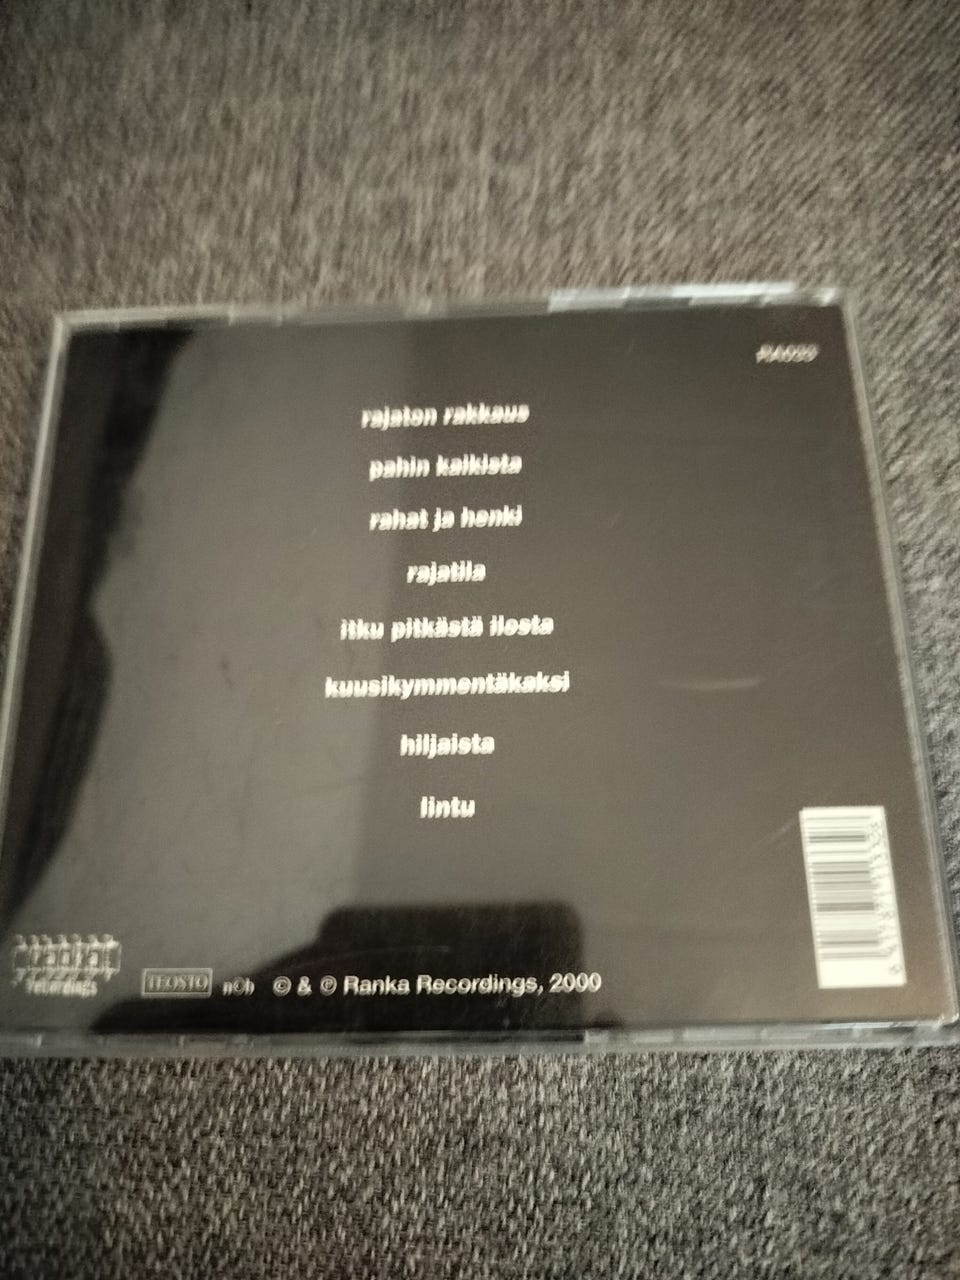 rajaton rakkaus
pahin kaikista
rahat ja henki
rajatila
itku pitkästä ilosta
kuusikymmentäkaksi
hiljaista
lintu
ranka
recordings
TEOSTO n©b © & ℗ Ranka Recordings, 2000